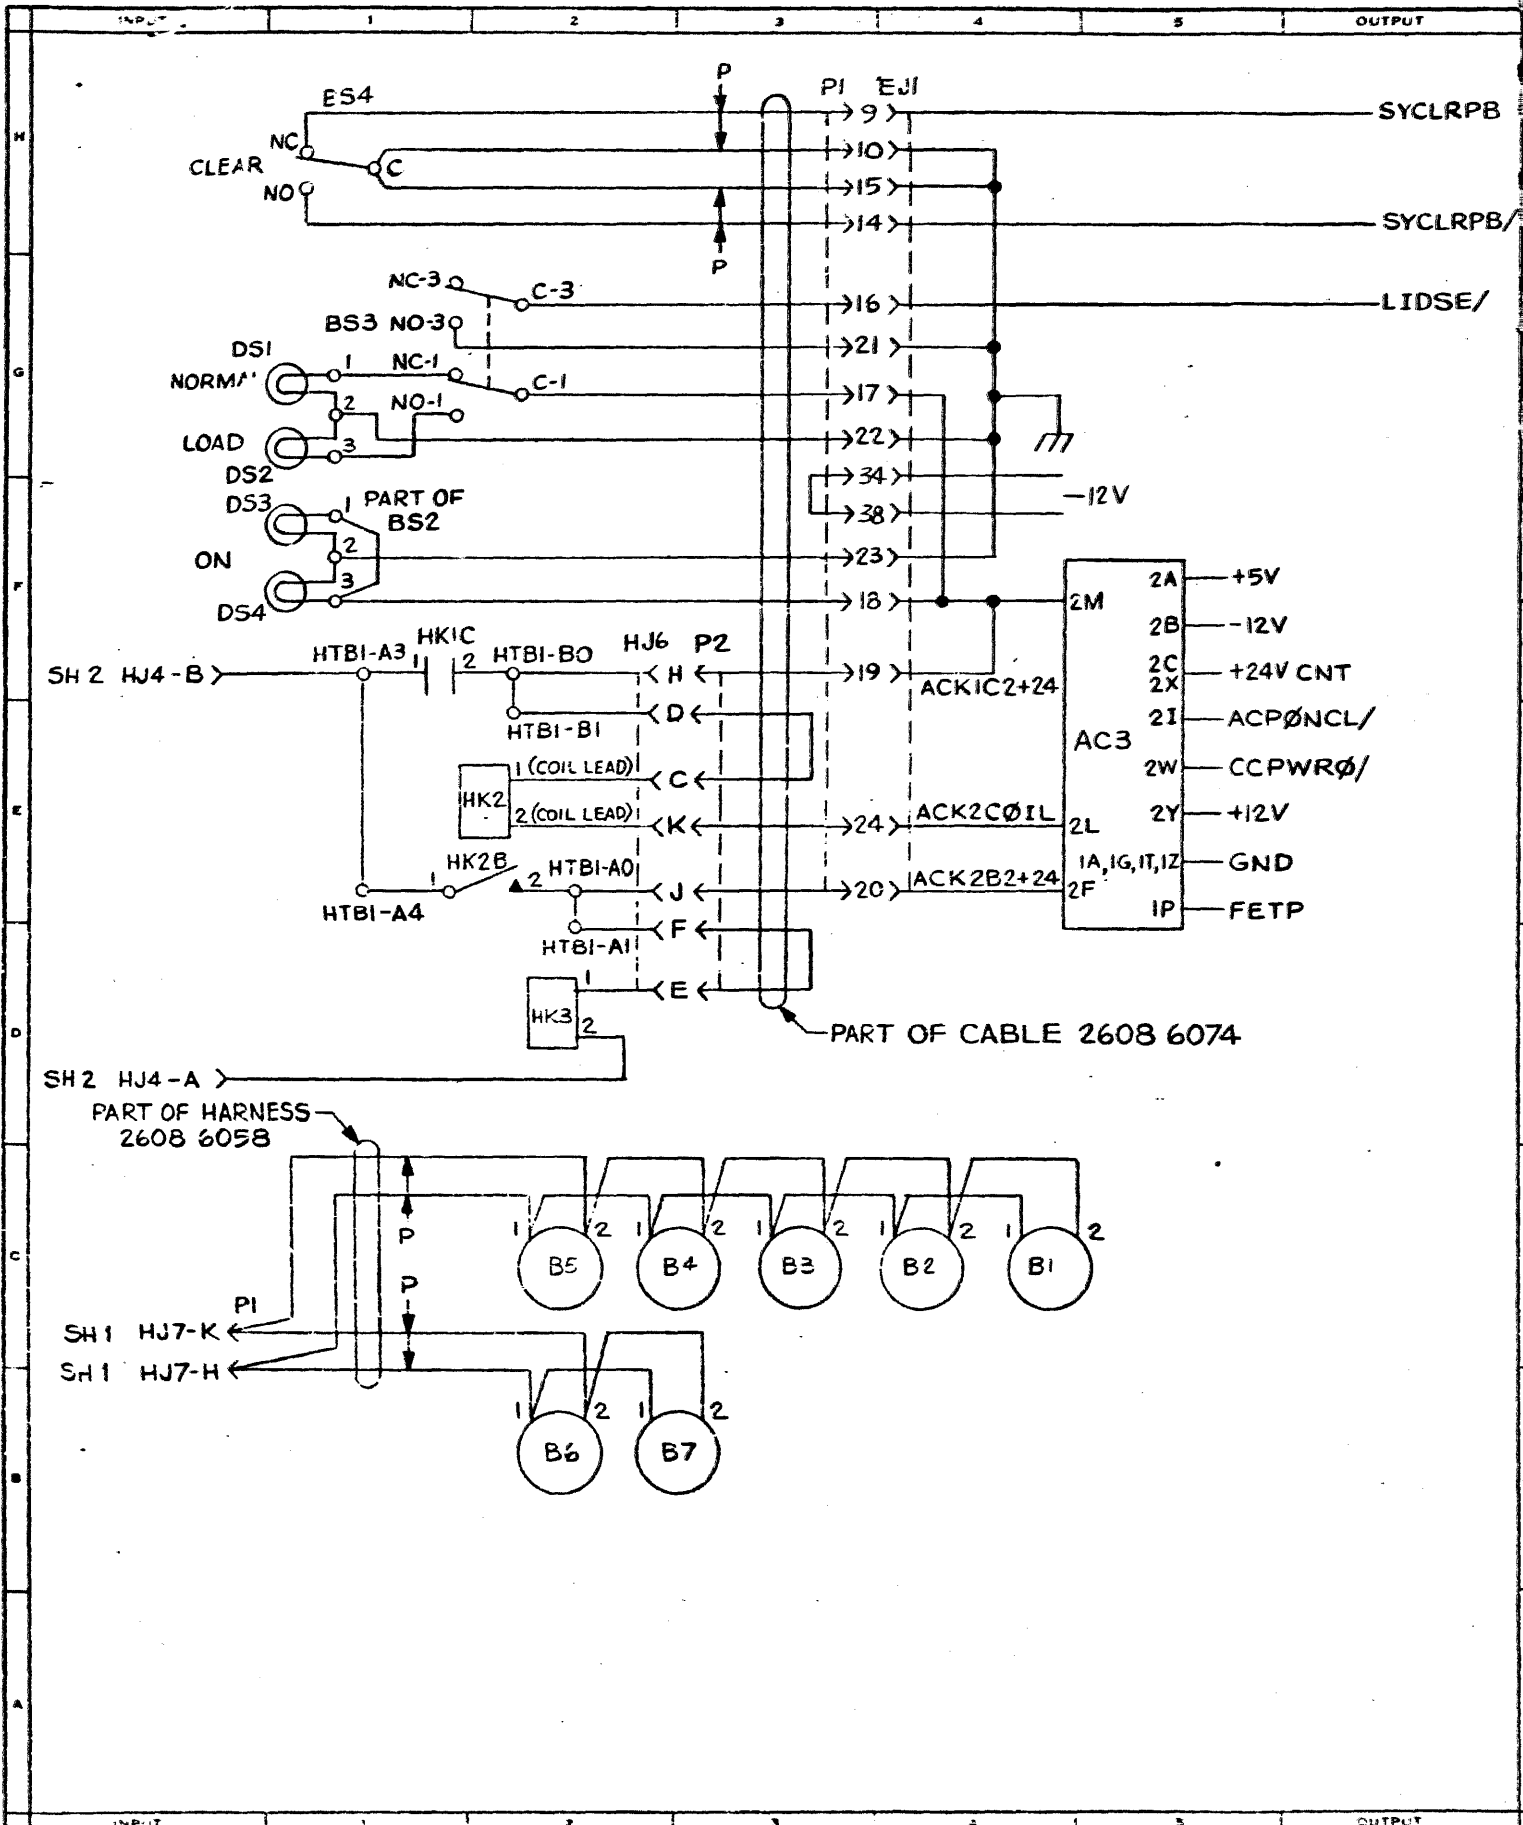 INPUT 1 2 3 4 5 OUTPUT
P
P1 EJ1
ES4
9 SYCLRPB
H
NC
10
CLEAR C
15
NO
14 SYCLRPB/
P
NC-3 C-3 16 LIDSE/
BS3 NO-3
21
DS1
1 NC-1
G
NORMA
C-1 17
2 NO-1
LOAD 3 22
DS2
34
-12V
DS3 1 PART OF
BS2
38
2
ON 23
F
3
DS4
18 2M
2A +5V
2B -12V
2C
2X +24V CNT
2I ACPØNCL/
2W CCPWRØ/
2Y +12V
1A,1G,1T,1Z GND
1P FETP
AC3
SH 2 HJ4-B HTB1-A3 1 HK1C 2 HTB1-B0 HJ6 P2
H 19 ACK1C2+24
D
HTB1-B1
1 (COIL LEAD) C
HK2
E
2 (COIL LEAD) K 24 ACK2CØIL 2L
HTB1-A4 1 HK2B 2 HTB1-A0 J 20 ACK2B2+24 2F
F
HTB1-A1
1 E
HK3
2
D
PART OF CABLE 2608 6074
SH 2 HJ4-A
PART OF HARNESS
2608 6058
P
1 2 1 2 1 2 1 2 1 2
C
B5 B4 B3 B2 B1
P
P1
SH 1 HJ7-K
SH 1 HJ7-H
1 2 1 2
B6 B7
B
A
INPUT 1 2 3 4 5 OUTPUT